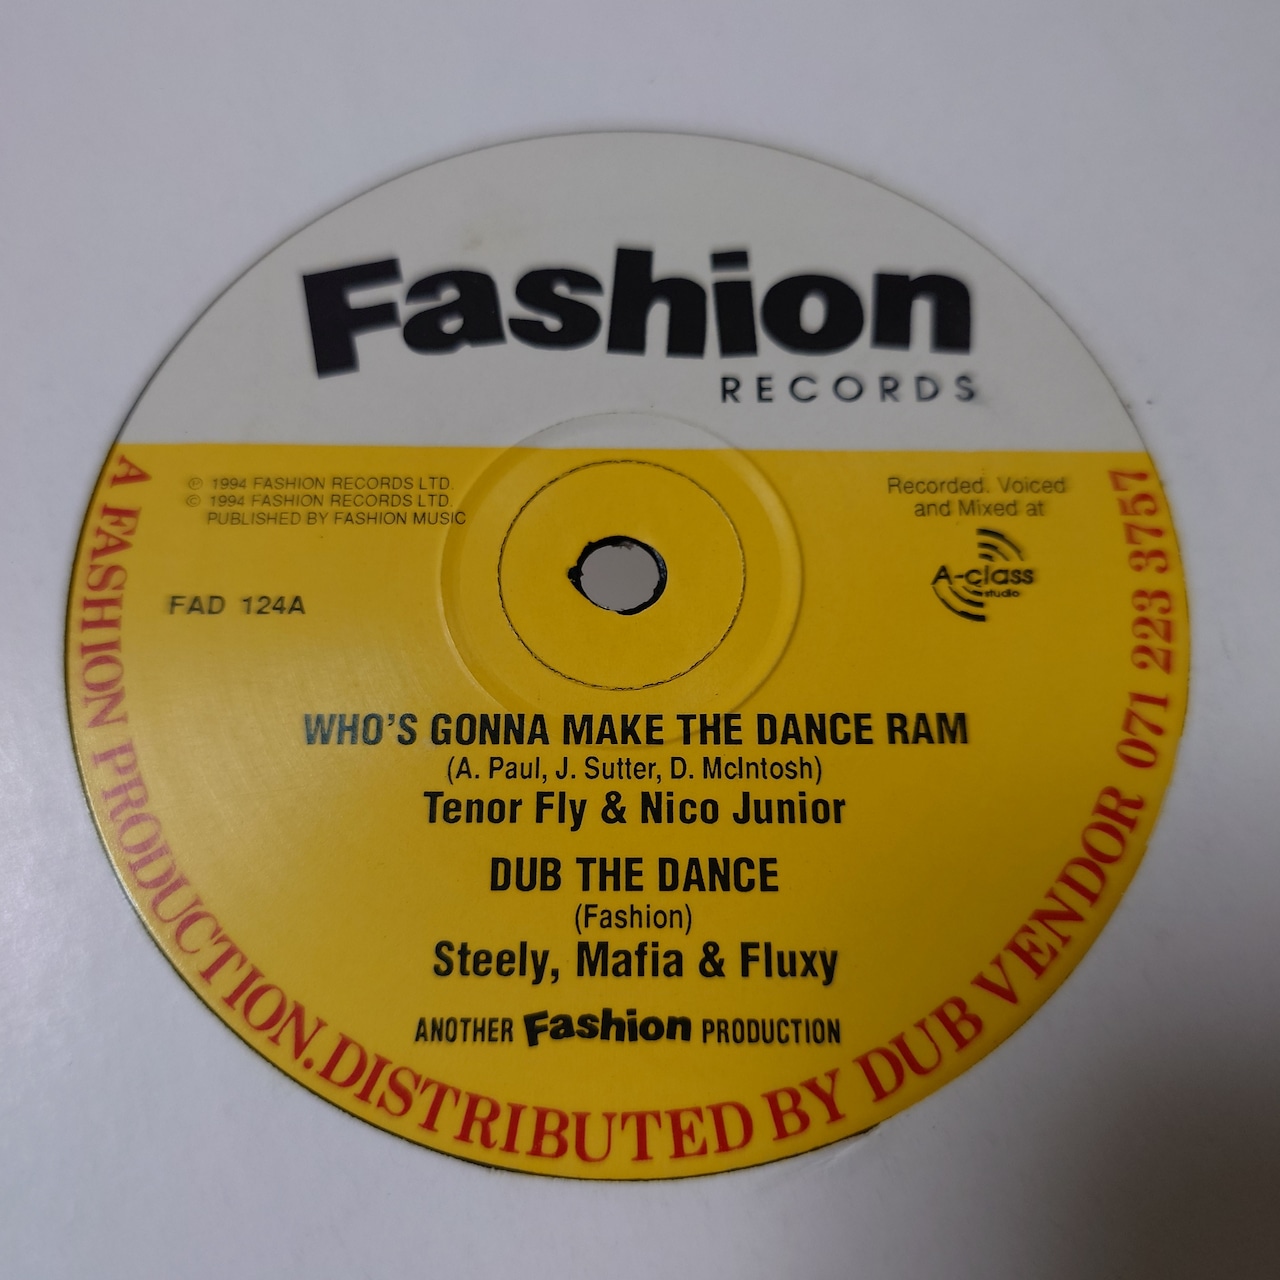 Fashion
RECORDS
℗ 1994 FASHION RECORDS LTD.
© 1994 FASHION RECORDS LTD.
PUBLISHED BY FASHION MUSIC
Recorded. Voiced
and Mixed at
A-class
studio
FAD 124A
WHO'S GONNA MAKE THE DANCE RAM
(A. Paul, J. Sutter, D. McIntosh)
Tenor Fly & Nico Junior
DUB THE DANCE
(Fashion)
Steely, Mafia & Fluxy
ANOTHER Fashion PRODUCTION
A FASHION PRODUCTION.DISTRIBUTED BY DUB VENDOR 071 223 3757